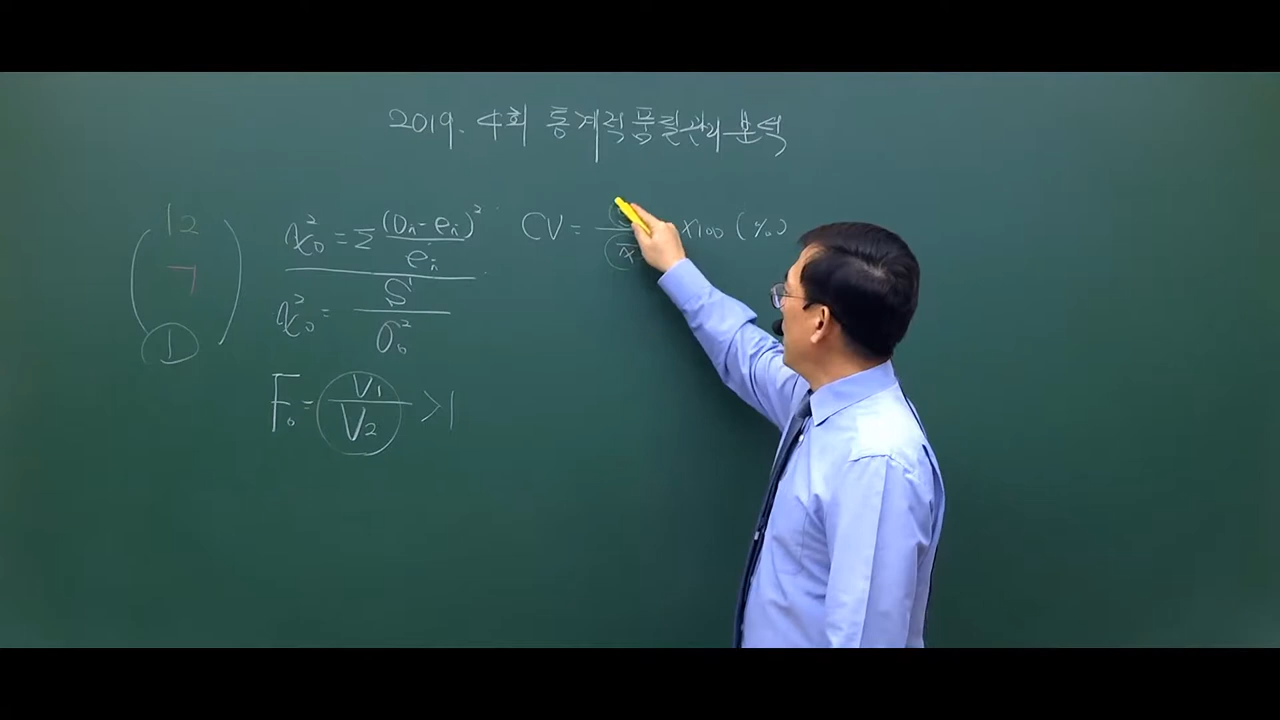 2019. 4회 통계적품질관리 분석
12
7
1
χ₀² = Σ (Oᵢ - eᵢ)² / eᵢ
χ₀² = S / σ₀²
F₀ = V₁ / V₂ > 1
CV = s / x̄ ×100 (%)